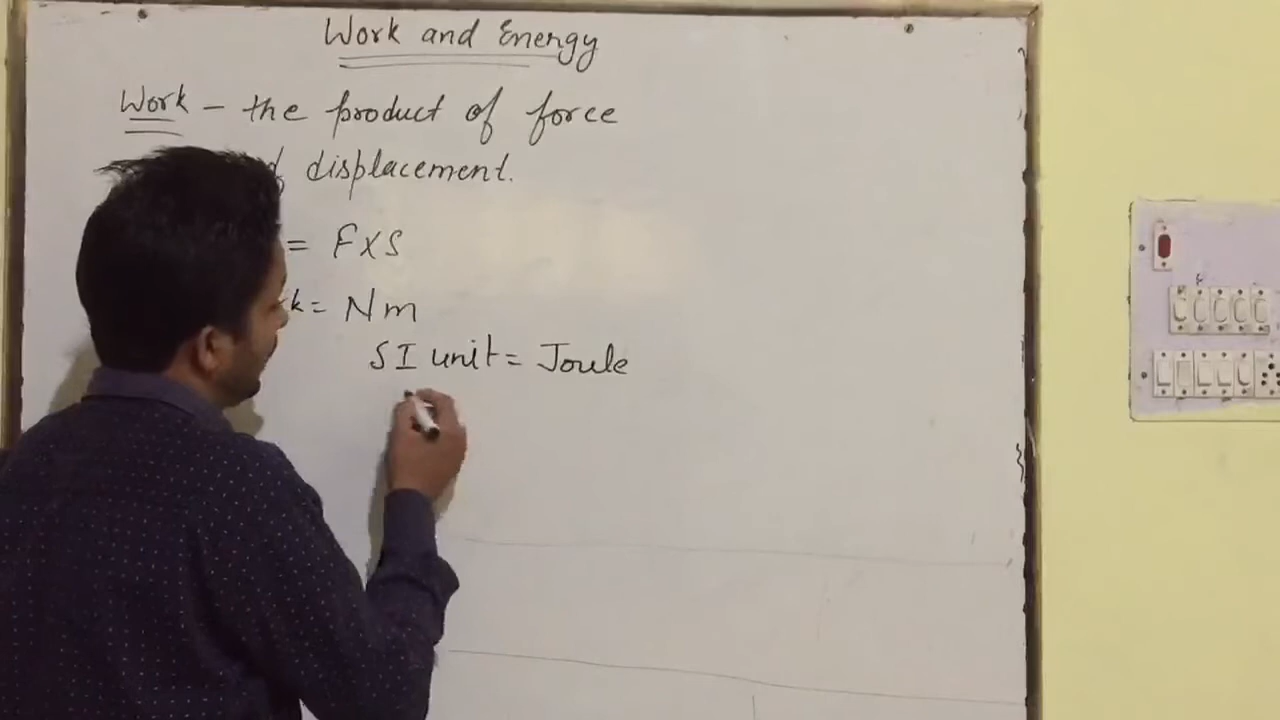 Work and Energy
Work - the product of force
displacement.
= F x S
= Nm
SI unit = Joule